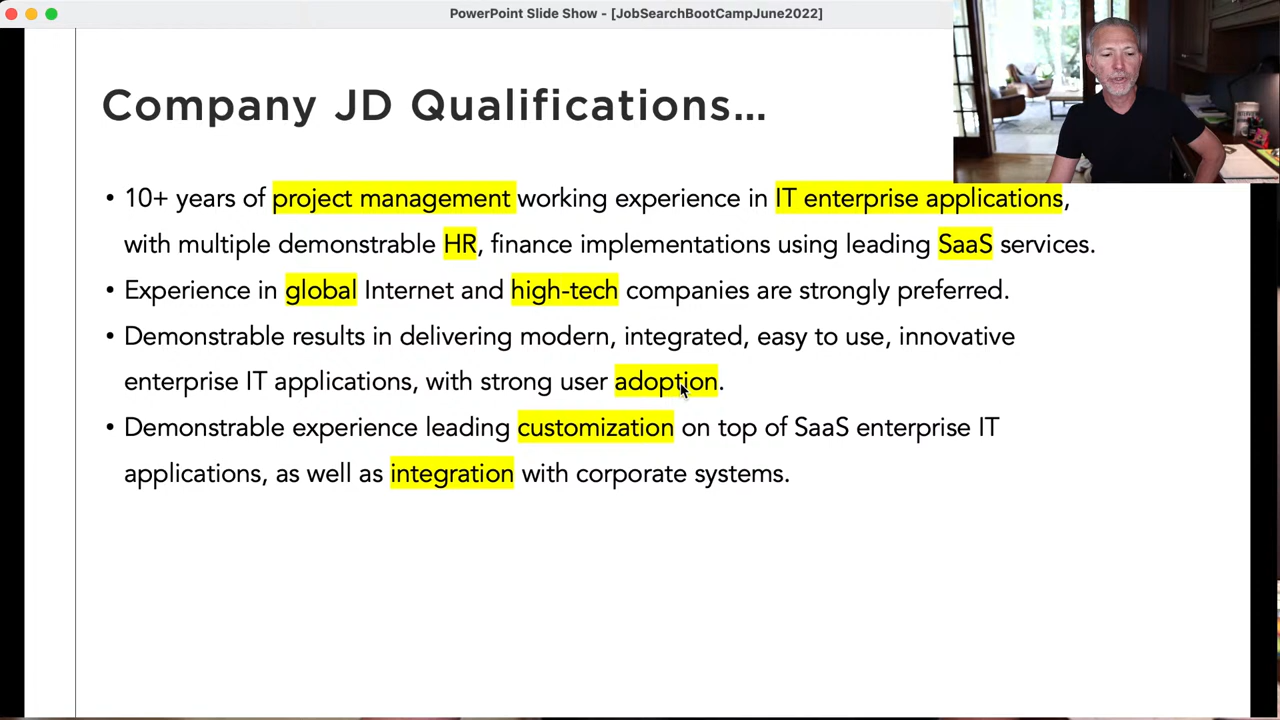 PowerPoint Slide Show - [JobSearchBootCampJune2022]
Company JD Qualifications…
• 10+ years of project management working experience in IT enterprise applications,
with multiple demonstrable HR, finance implementations using leading SaaS services.
• Experience in global Internet and high-tech companies are strongly preferred.
• Demonstrable results in delivering modern, integrated, easy to use, innovative
enterprise IT applications, with strong user adoption.
• Demonstrable experience leading customization on top of SaaS enterprise IT
applications, as well as integration with corporate systems.